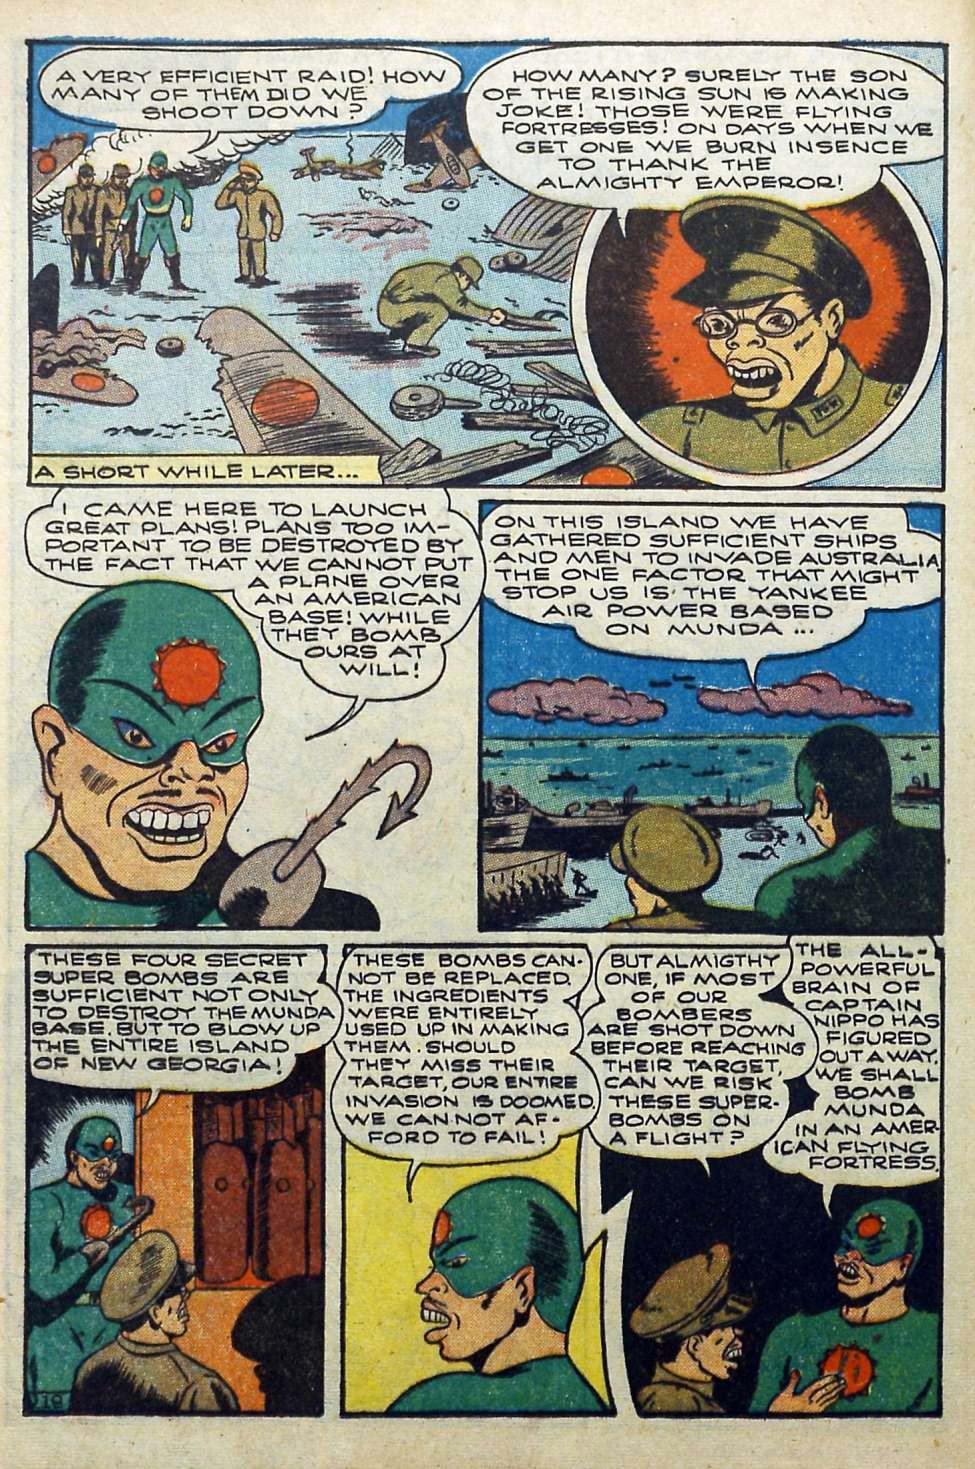 A VERY EFFICIENT RAID! HOW
MANY OF THEM DID WE
SHOOT DOWN?
HOW MANY? SURELY THE SON
OF THE RISING SUN IS MAKING
JOKE! THOSE WERE FLYING
FORTRESSES! ON DAYS WHEN WE
GET ONE WE BURN INSENCE
TO THANK THE
ALMIGHTY EMPEROR!
A SHORT WHILE LATER...
I CAME HERE TO LAUNCH
GREAT PLANS! PLANS TOO IM-
PORTANT TO BE DESTROYED BY
THE FACT THAT WE CANNOT PUT
A PLANE OVER
AN AMERICAN
BASE! WHILE
THEY BOMB
OURS AT
WILL!
ON THIS ISLAND WE HAVE
GATHERED SUFFICIENT SHIPS
AND MEN TO INVADE AUSTRALIA.
THE ONE FACTOR THAT MIGHT
STOP US IS THE YANKEE
AIR POWER BASED
ON MUNDA...
THESE FOUR SECRET
SUPER BOMBS ARE
SUFFICIENT NOT ONLY
TO DESTROY THE MUNDA
BASE, BUT TO BLOW UP
THE ENTIRE ISLAND
OF NEW GEORGIA!
THESE BOMBS CAN-
NOT BE REPLACED.
THE INGREDIENTS
WERE ENTIRELY
USED UP IN MAKING
THEM. SHOULD
THEY MISS THEIR
TARGET, OUR ENTIRE
INVASION IS DOOMED.
WE CANNOT AF-
FORD TO FAIL!
BUT ALMIGTHY
ONE, IF MOST
OF OUR
BOMBERS
ARE SHOT DOWN
BEFORE REACHING
THEIR TARGET,
CAN WE RISK
THESE SUPER-
BOMBS ON
A FLIGHT?
THE ALL-
POWERFUL
BRAIN OF
CAPTAIN
NIPPO HAS
FIGURED
OUT A WAY.
WE SHALL
BOMB
MUNDA
IN AN AMER-
ICAN FLYING
FORTRESS.